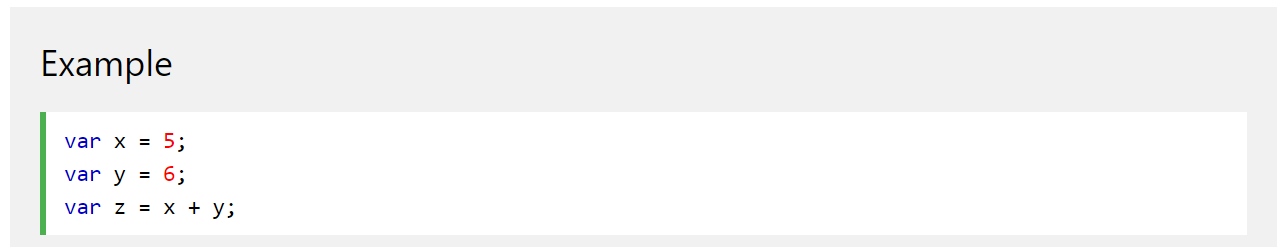 Example
var x = 5;
var y = 6;
var z = x + y;